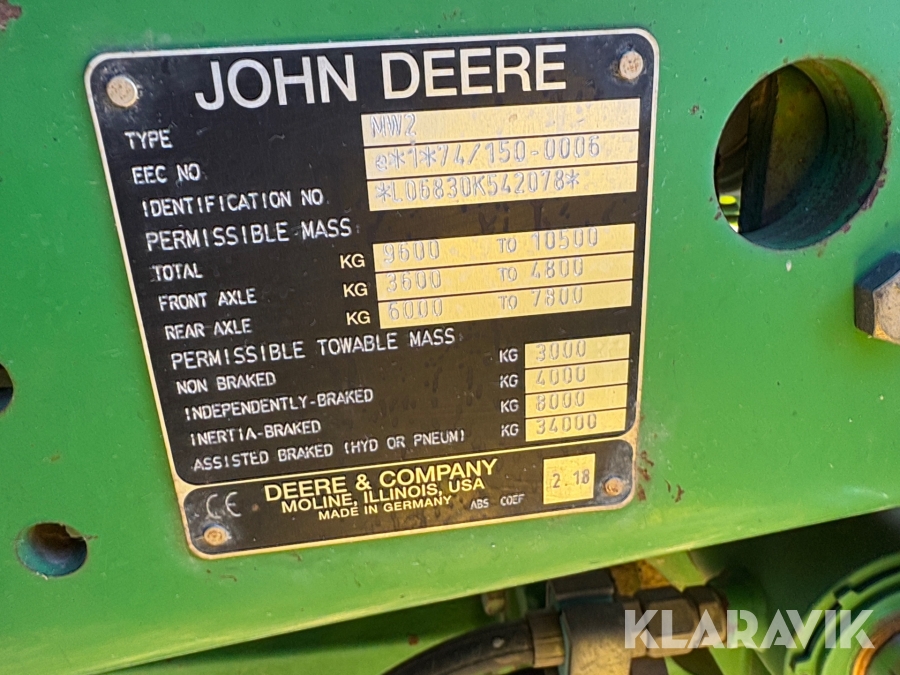 JOHN DEERE
TYPE MW2
EEC NO e*1*74/150-0006
IDENTIFICATION NO. *L06830K542078*
PERMISSIBLE MASS:
TOTAL KG 9600 TO 10500
FRONT AXLE KG 3600 TO 4800
REAR AXLE KG 6000 TO 7800
PERMISSIBLE TOWABLE MASS:
NON BRAKED KG 3000
INDEPENDENTLY-BRAKED KG 4000
INERTIA-BRAKED KG 8000
ASSISTED BRAKED (HYD OR PNEUM) KG 34000
CE DEERE & COMPANY
MOLINE, ILLINOIS, USA
MADE IN GERMANY ABS COEF 2.18
KLARAVIK